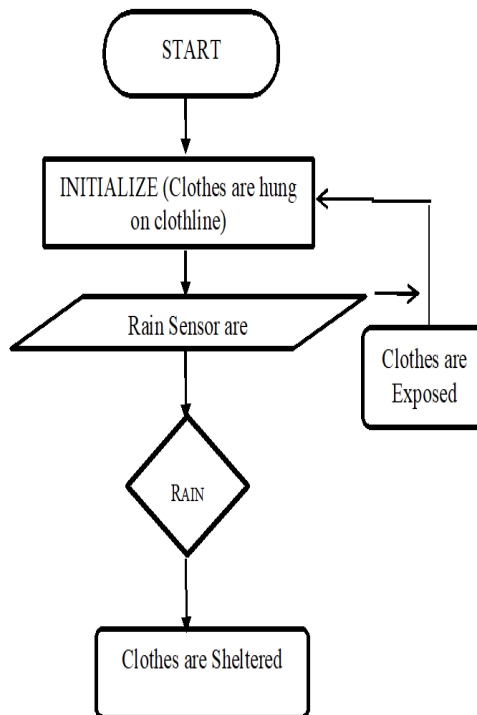 START
INITIALIZE (Clothes are hung
on clothline)
Rain Sensor are
Clothes are
Exposed
RAIN
Clothes are Sheltered